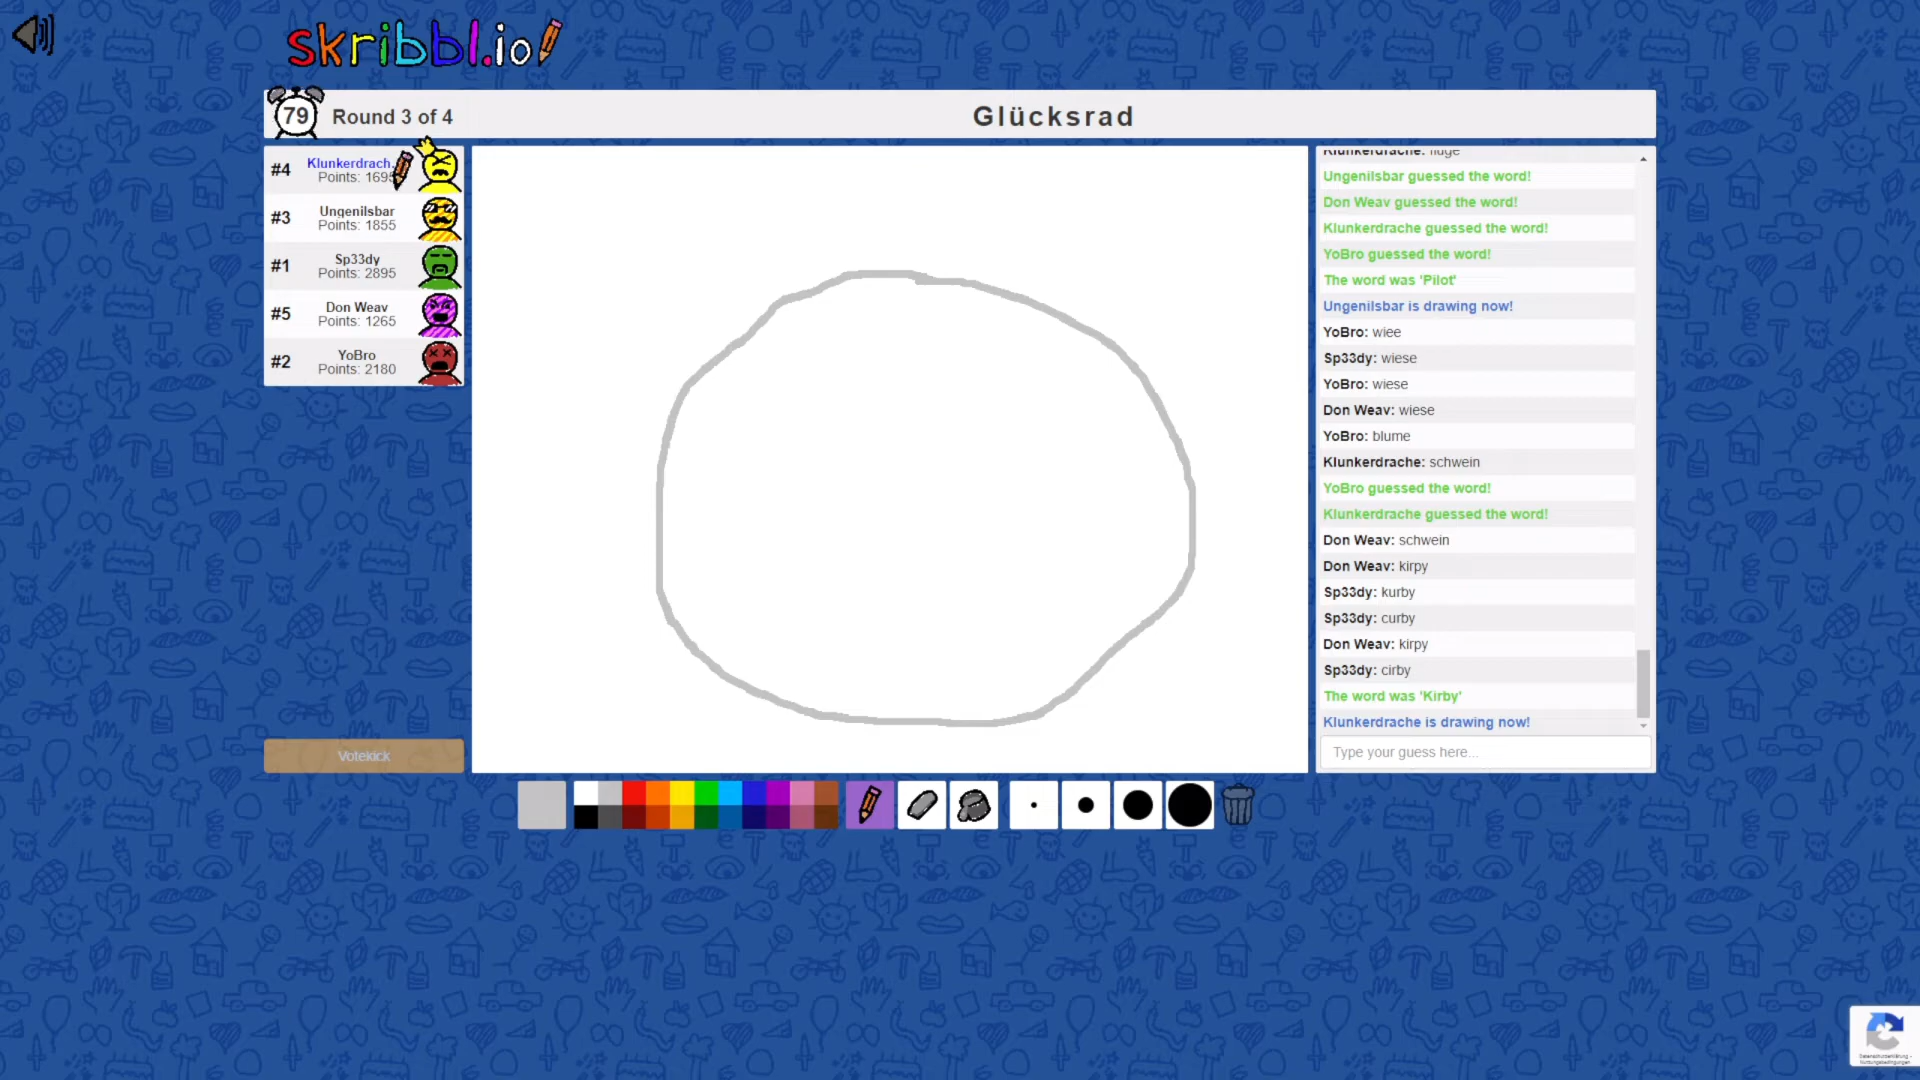 skribbl.io
79
Round 3 of 4
Glücksrad
#4
Klunkerdrach.
Points: 1695
#3
Ungenilsbar
Points: 1855
#1
Sp33dy
Points: 2895
#5
Don Weav
Points: 1265
#2
YoBro
Points: 2180
Votekick
Klunkerdrache: fluge
Ungenilsbar guessed the word!
Don Weav guessed the word!
Klunkerdrache guessed the word!
YoBro guessed the word!
The word was 'Pilot'
Ungenilsbar is drawing now!
YoBro: wiee
Sp33dy: wiese
YoBro: wiese
Don Weav: wiese
YoBro: blume
Klunkerdrache: schwein
YoBro guessed the word!
Klunkerdrache guessed the word!
Don Weav: schwein
Don Weav: kirpy
Sp33dy: kurby
Sp33dy: curby
Don Weav: kirpy
Sp33dy: cirby
The word was 'Kirby'
Klunkerdrache is drawing now!
Type your guess here...
Datenschutzerklärung -
Nutzungsbedingungen